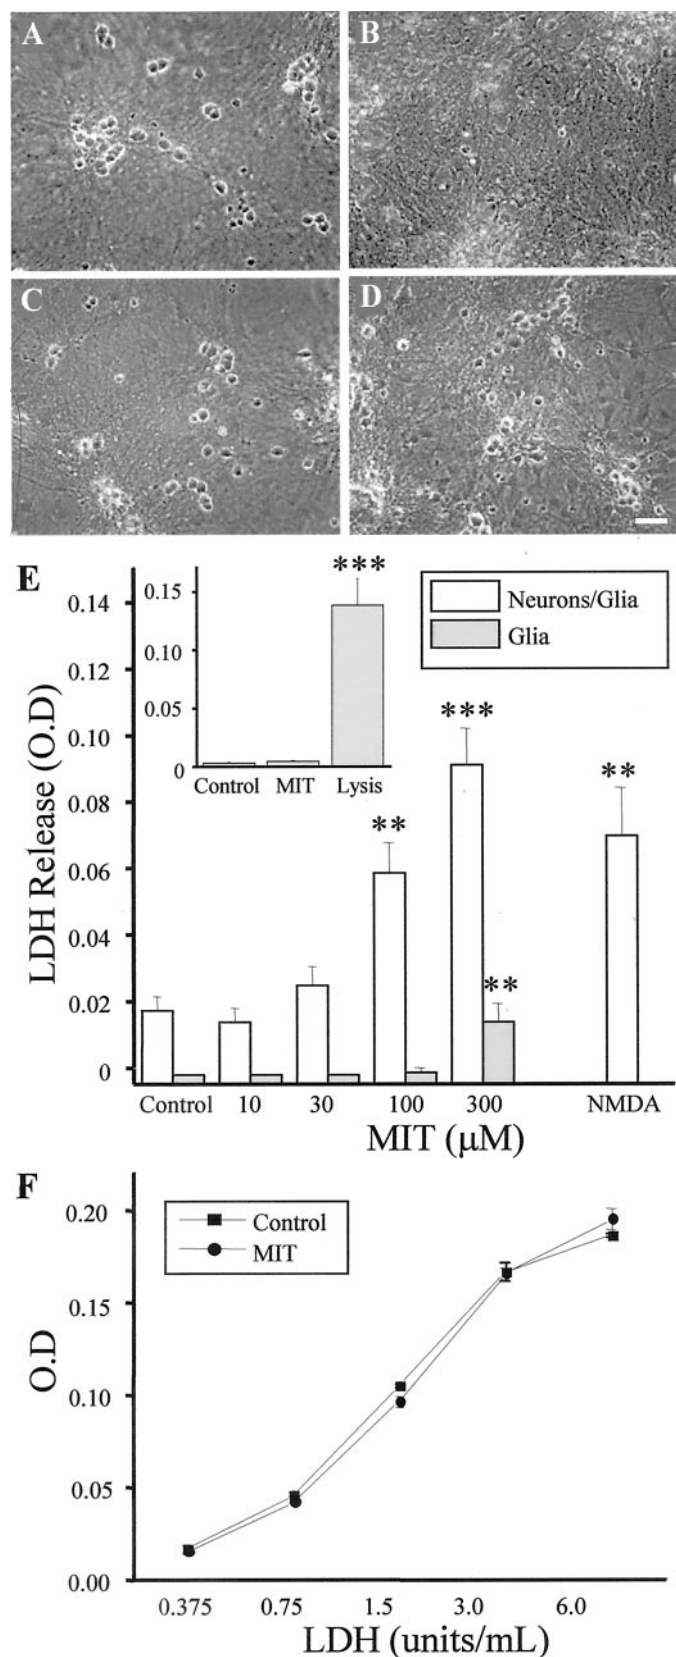 A
B
C
D
E
***
0.15
0.10
0.05
0
Control MIT Lysis
Neurons/Glia
Glia
LDH Release (O.D)
0.14
0.12
0.10
0.08
0.06
0.04
0.02
0
**
***
**
**
Control 10 30 100 300 NMDA
MIT (μM)
F
Control
MIT
O.D
0.20
0.15
0.10
0.05
0.00
0.375 0.75 1.5 3.0 6.0
LDH (units/mL)